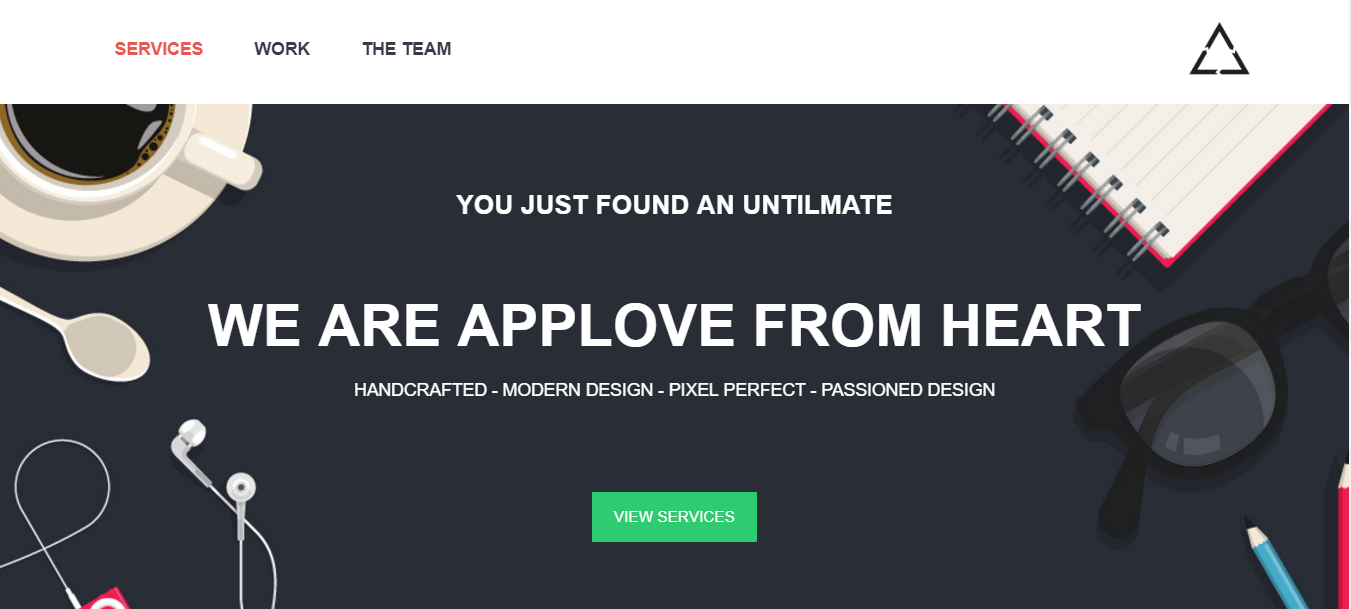 SERVICES WORK THE TEAM
YOU JUST FOUND AN UNTILMATE
WE ARE APPLOVE FROM HEART
HANDCRAFTED - MODERN DESIGN - PIXEL PERFECT - PASSIONED DESIGN
VIEW SERVICES